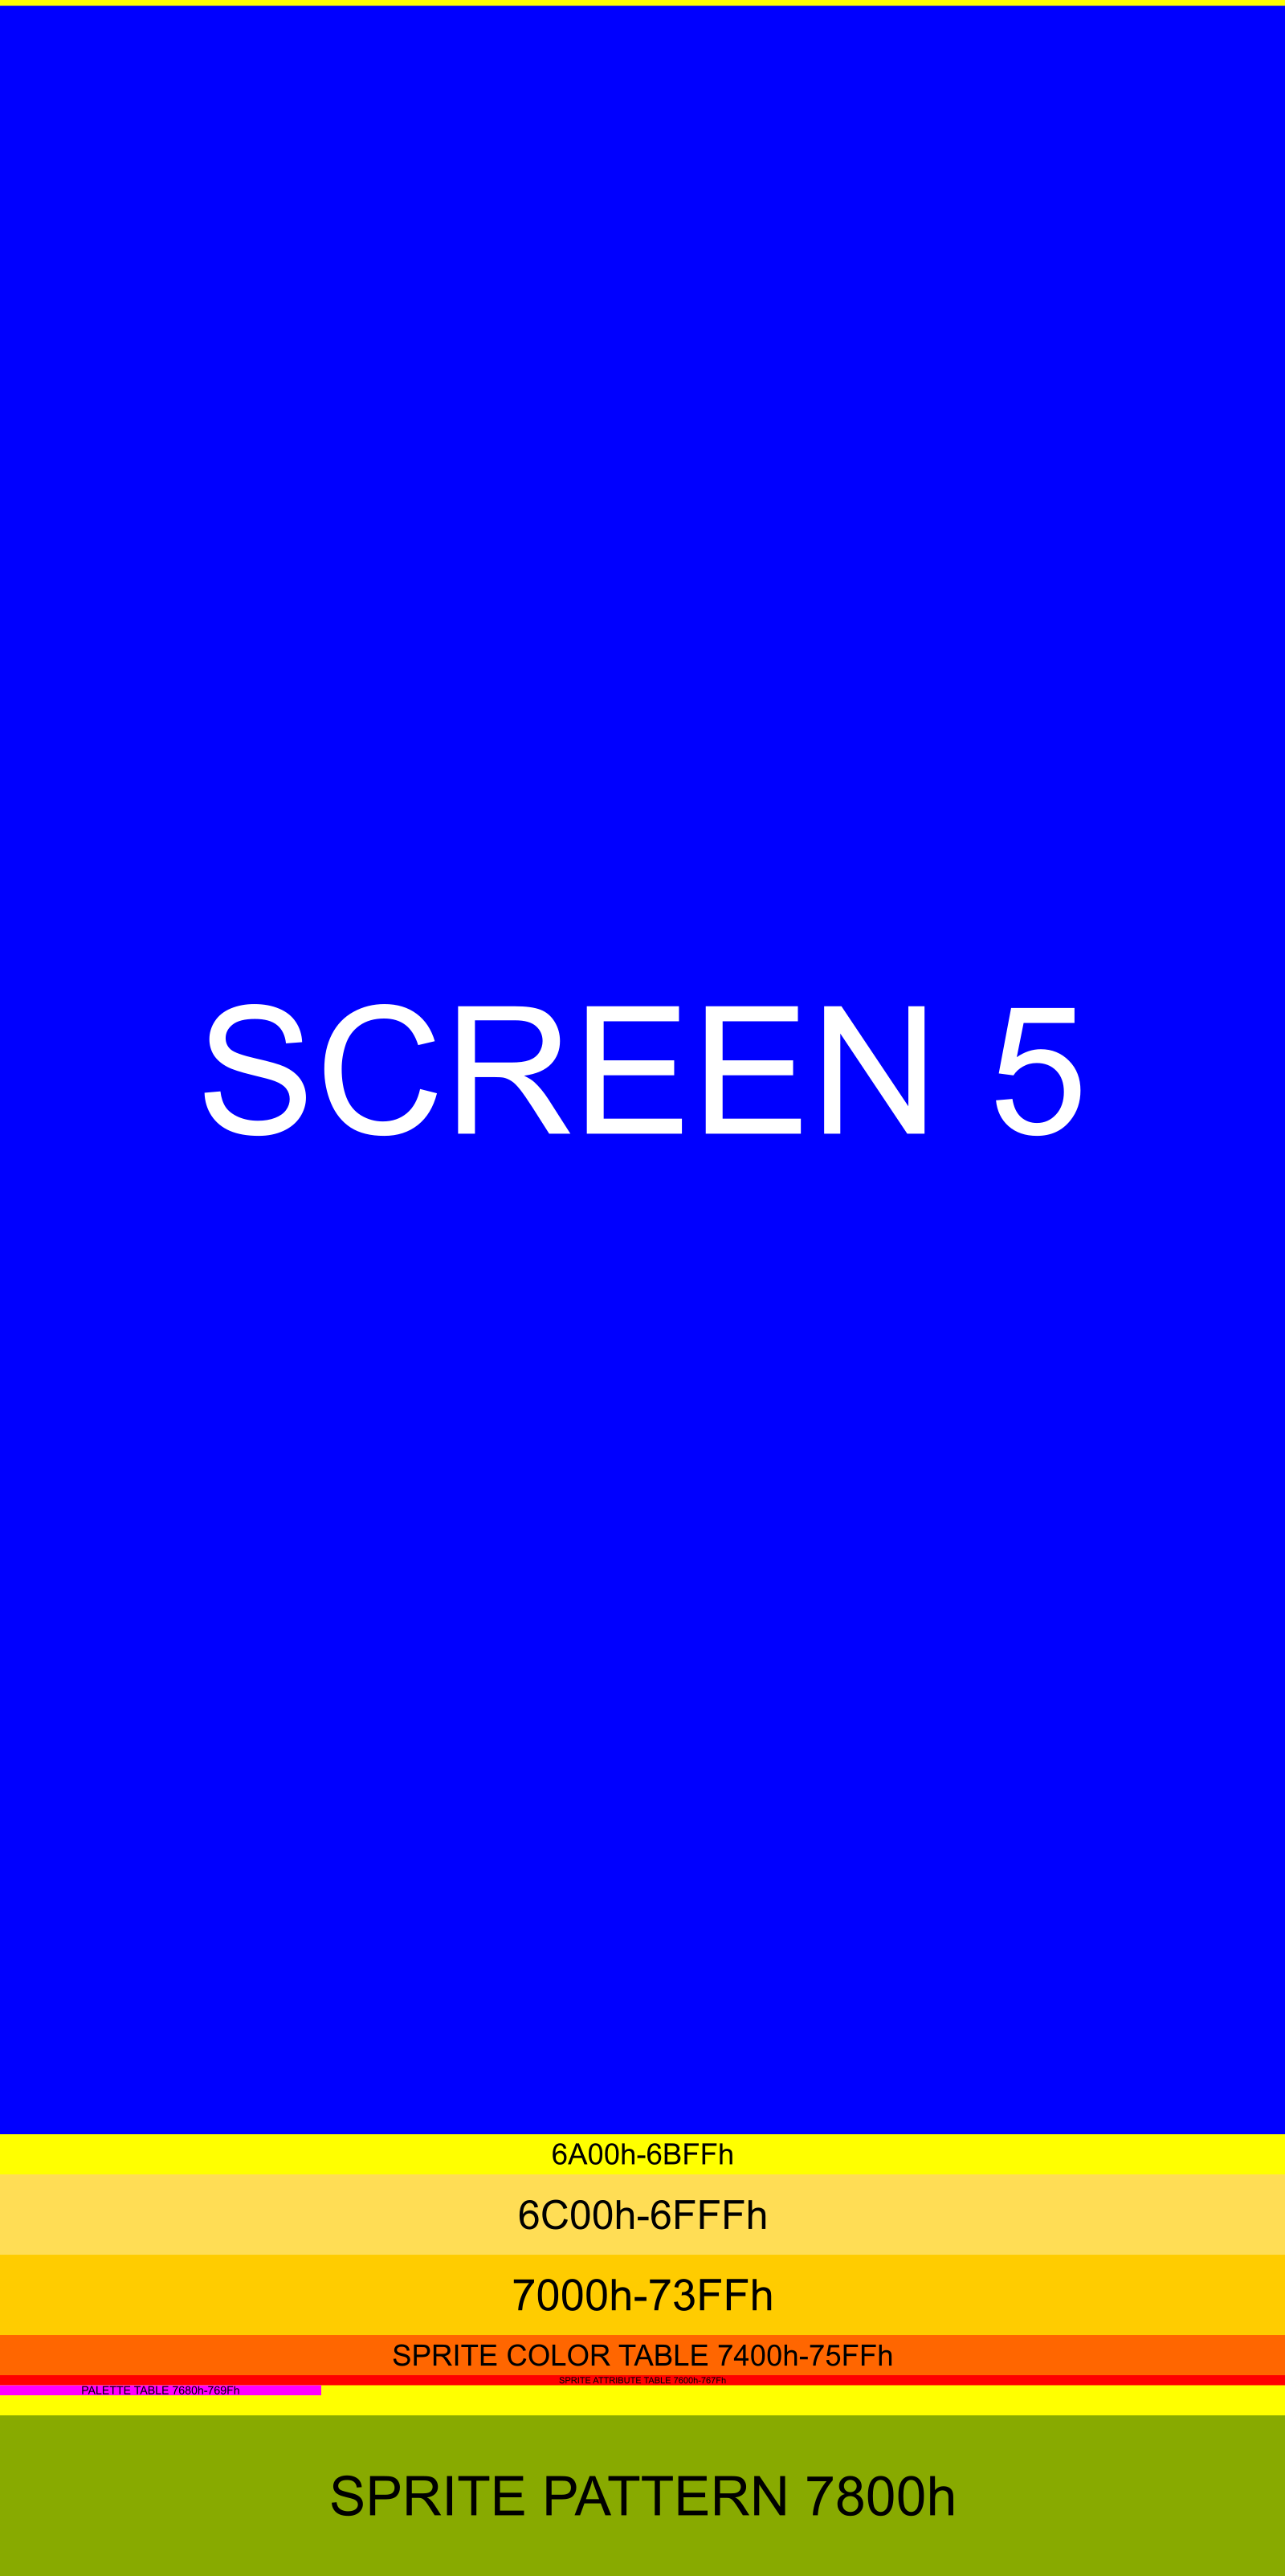 SCREEN 5
6A00h-6BFFh
6C00h-6FFFh
7000h-73FFh
SPRITE COLOR TABLE 7400h-75FFh
SPRITE ATTRIBUTE TABLE 7600h-767Fh
PALETTE TABLE 7680h-769Fh
SPRITE PATTERN 7800h